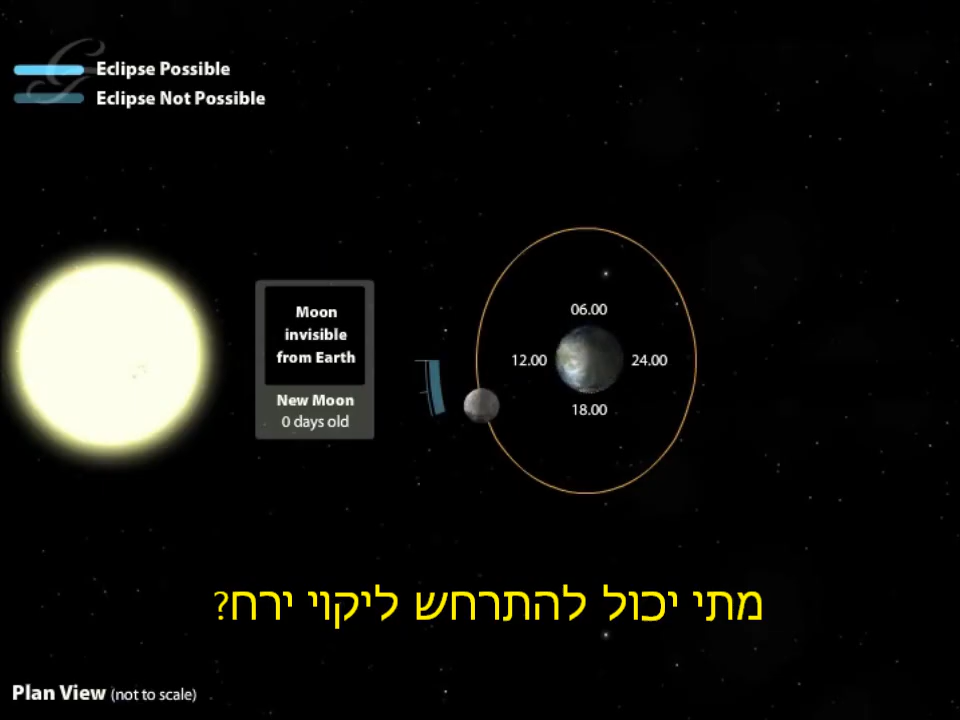 Eclipse Possible
Eclipse Not Possible
Moon
invisible
from Earth
New Moon
0 days old
06.00
12.00
24.00
18.00
מתי יכול להתרחש ליקוי ירח?
Plan View (not to scale)